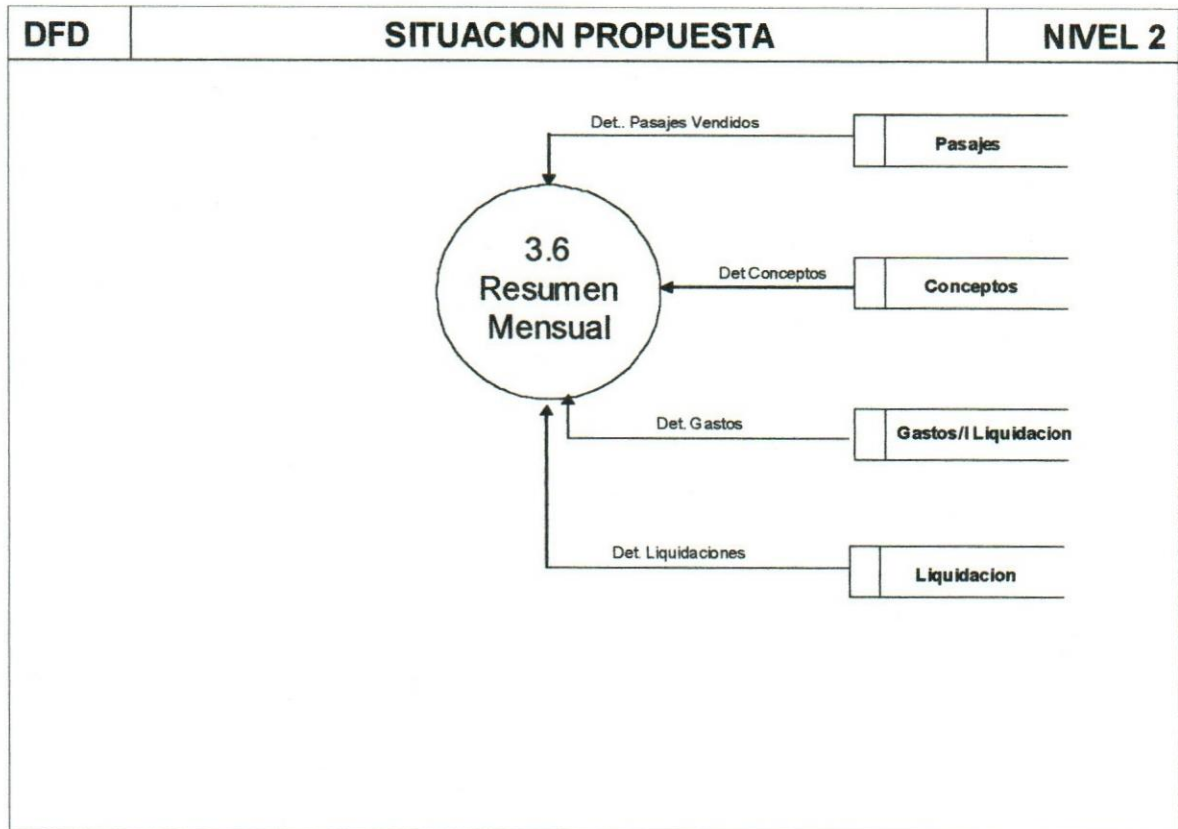 DFD
SITUACION PROPUESTA
NIVEL 2
Det.. Pasajes Vendidos
Pasajes
3.6
Resumen
Mensual
Det Conceptos
Conceptos
Det. Gastos
Gastos/l Liquidacion
Det. Liquidaciones
Liquidacion